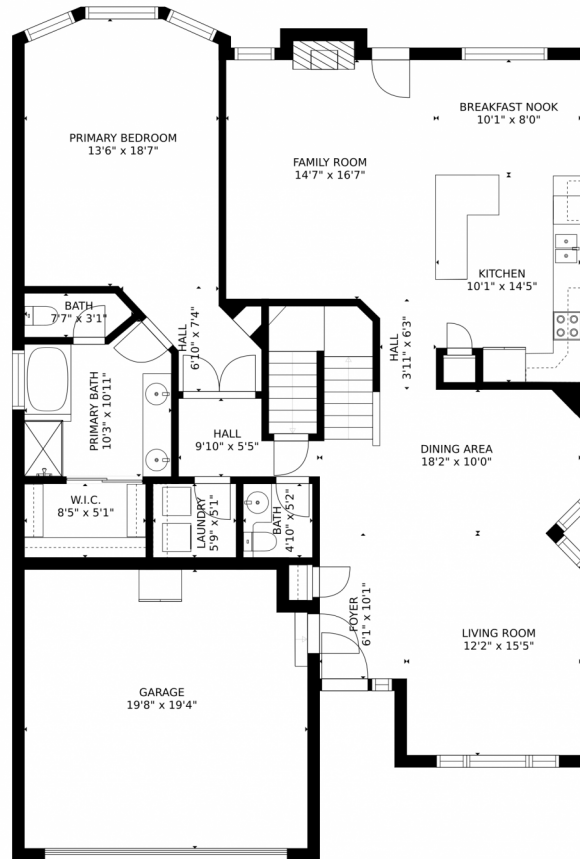 PRIMARY BEDROOM
13'6" x 18'7"
BREAKFAST NOOK
10'1" x 8'0"
FAMILY ROOM
14'7" x 16'7"
KITCHEN
10'1" x 14'5"
BATH
7'7" x 3'1"
HALL
6'10" x 7'4"
HALL
3'11" x 6'3"
PRIMARY BATH
10'3" x 10'11"
HALL
9'10" x 5'5"
DINING AREA
18'2" x 10'0"
W.I.C.
8'5" x 5'1"
LAUNDRY
5'9" x 5'1"
BATH
4'10" x 5'2"
FOYER
6'1" x 10'1"
LIVING ROOM
12'2" x 15'5"
GARAGE
19'8" x 19'4"